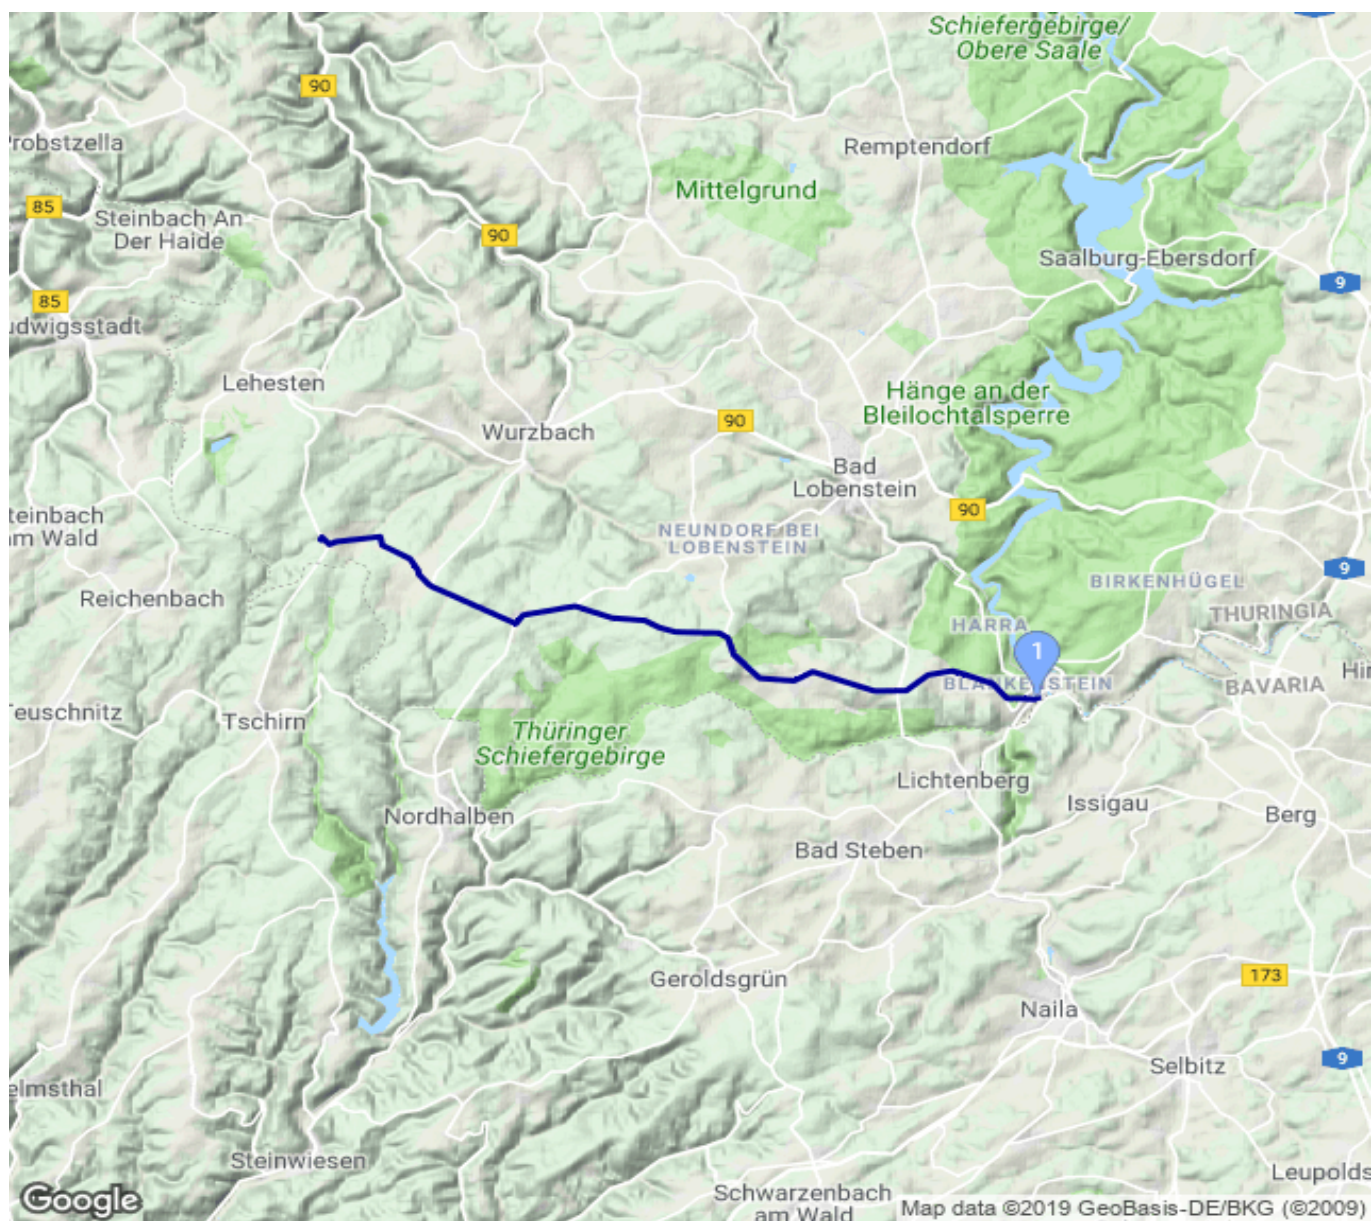 Schiefergebirge/
Obere Saale
90
Probstzella
Remptendorf
Mittelgrund
85
Steinbach An
Der Haide
90
Saalburg-Ebersdorf
9
85
udwigsstadt
Lehesten
Hänge an der
Bleilochtalsperre
90
Wurzbach
Bad
Lobenstein
90
teinbach
am Wald
NEUNDORF BEI
LOBENSTEIN
9
BIRKENHÜGEL
Reichenbach
THURINGIA
HARRA
1
Hir
BLANKENSTEIN
BAVARIA
Teuschnitz
Tschirn
Thüringer
Schiefergebirge
Lichtenberg
Issigau
Nordhalben
Berg
Bad Steben
Geroldsgrün
173
Naila
9
Selbitz
elmsthal
Steinwiesen
Leupolds
Schwarzenbach
am Wald
Google
Map data ©2019 GeoBasis-DE/BKG (©2009)